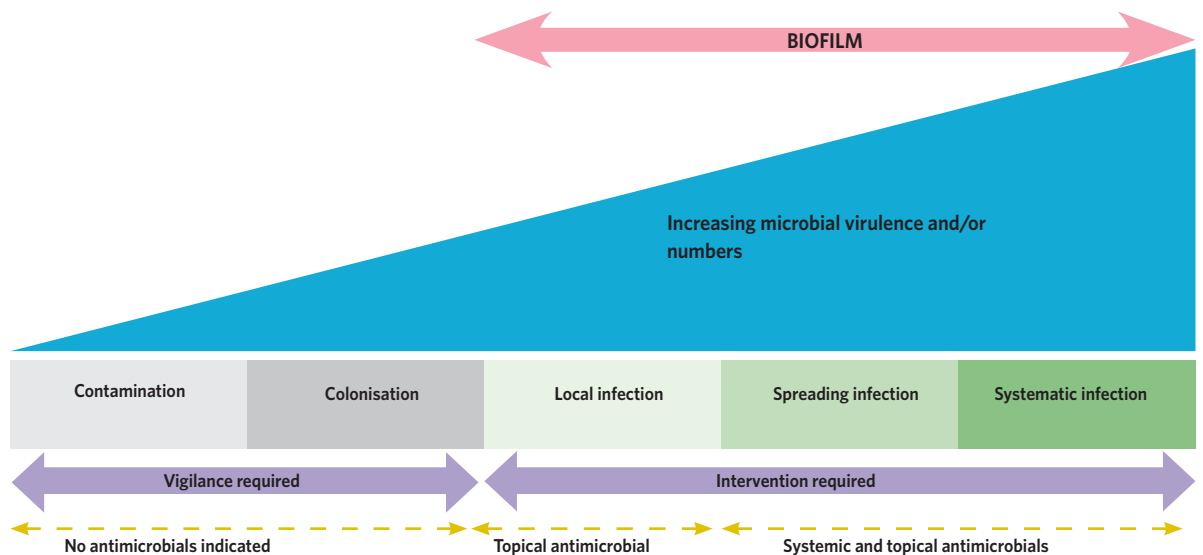 BIOFILM
Increasing microbial virulence and/or
numbers
Contamination
Colonisation
Local infection
Spreading infection
Systematic infection
Vigilance required
Intervention required
No antimicrobials indicated
Topical antimicrobial
Systemic and topical antimicrobials